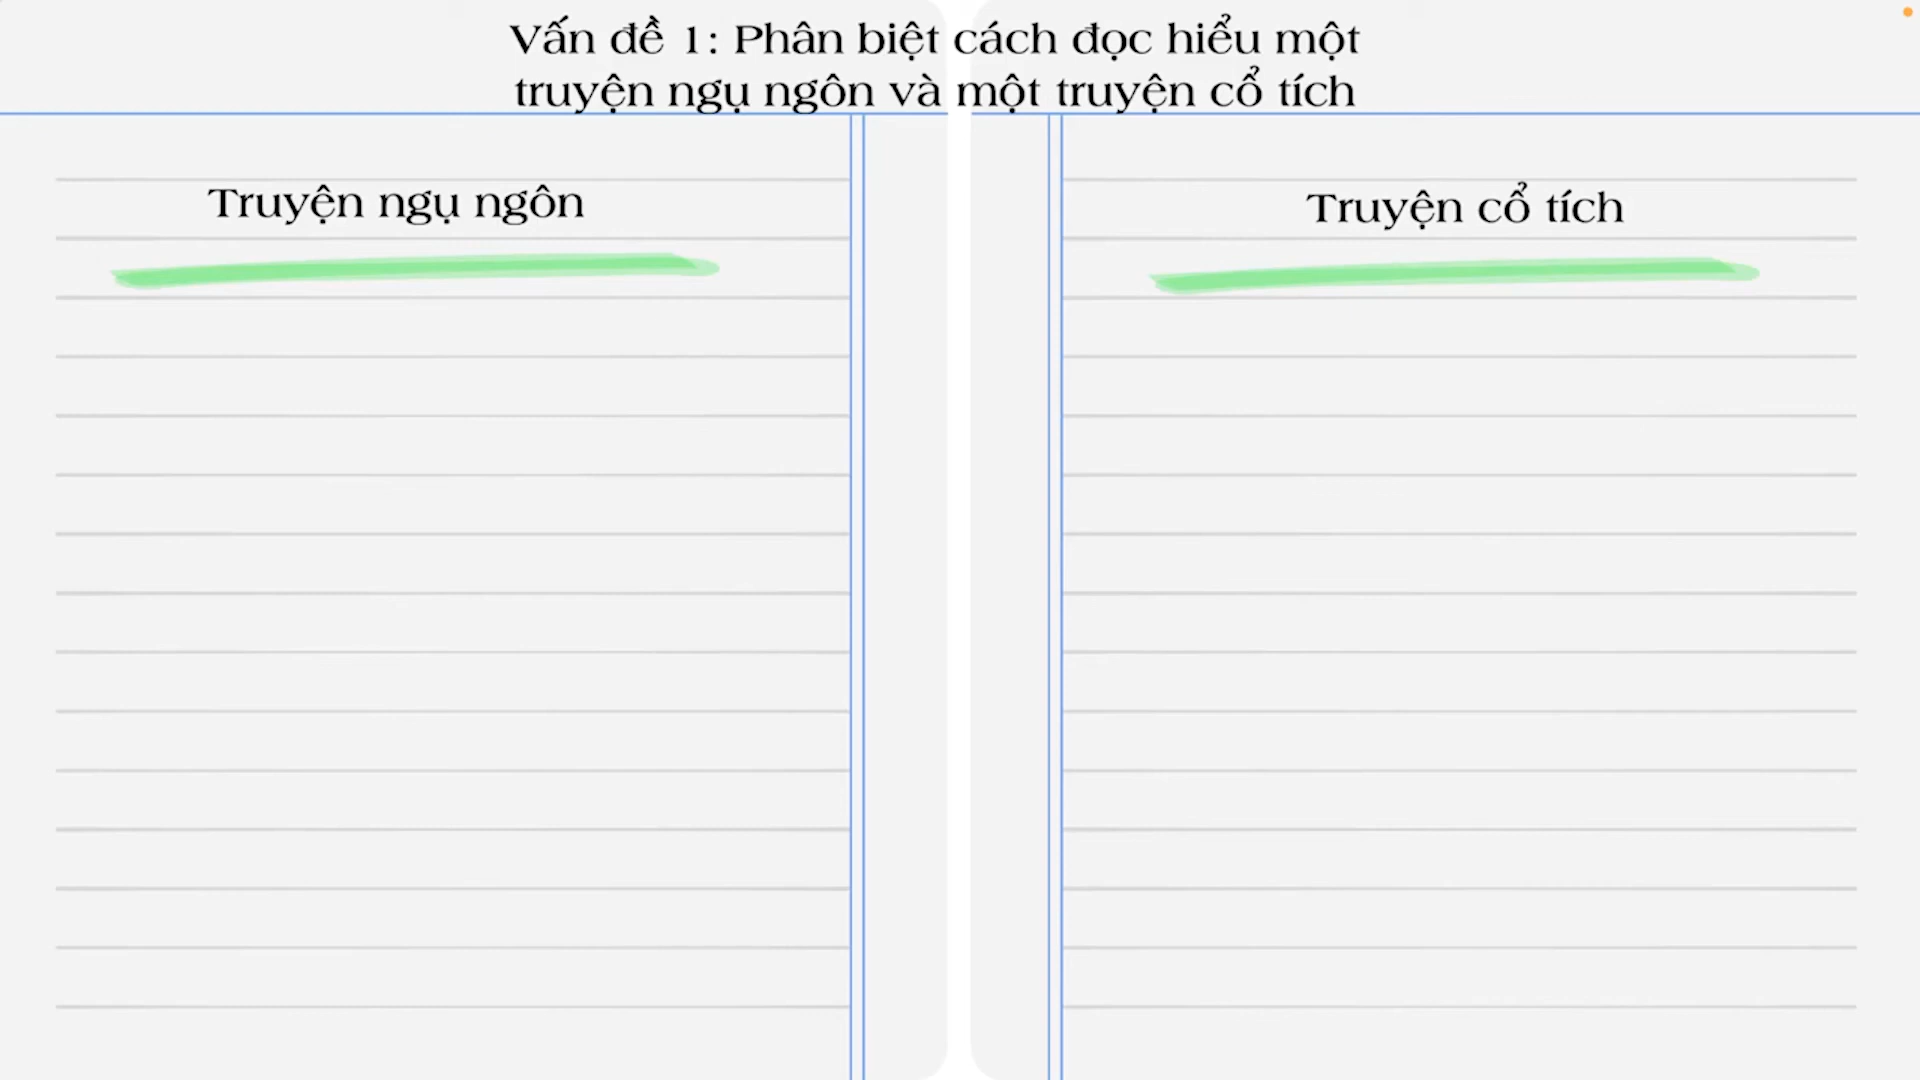 Vấn đề 1: Phân biệt cách đọc hiểu một
truyện ngụ ngôn và một truyện cổ tích
Truyện ngụ ngôn
Truyện cổ tích